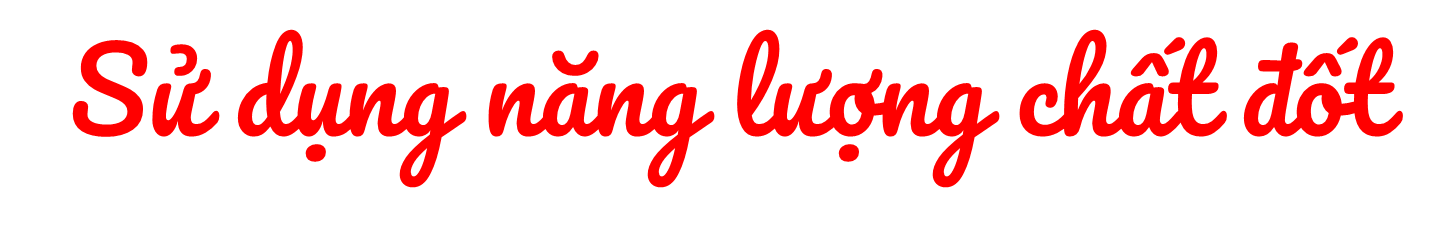 Sử dụng năng lượng chất đốt